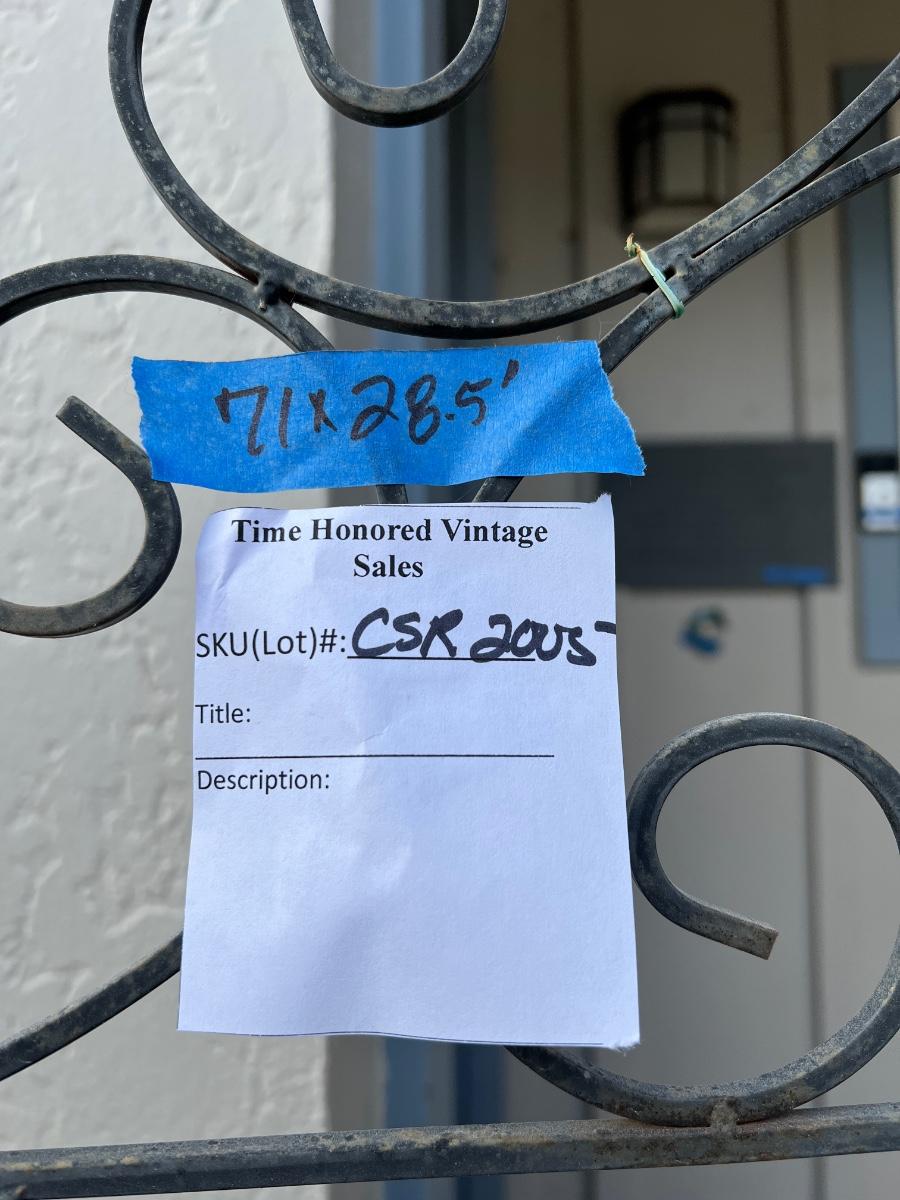 71x28.5'
Time Honored Vintage
Sales
SKU(Lot)#: CSR 2005
Title:
Description: